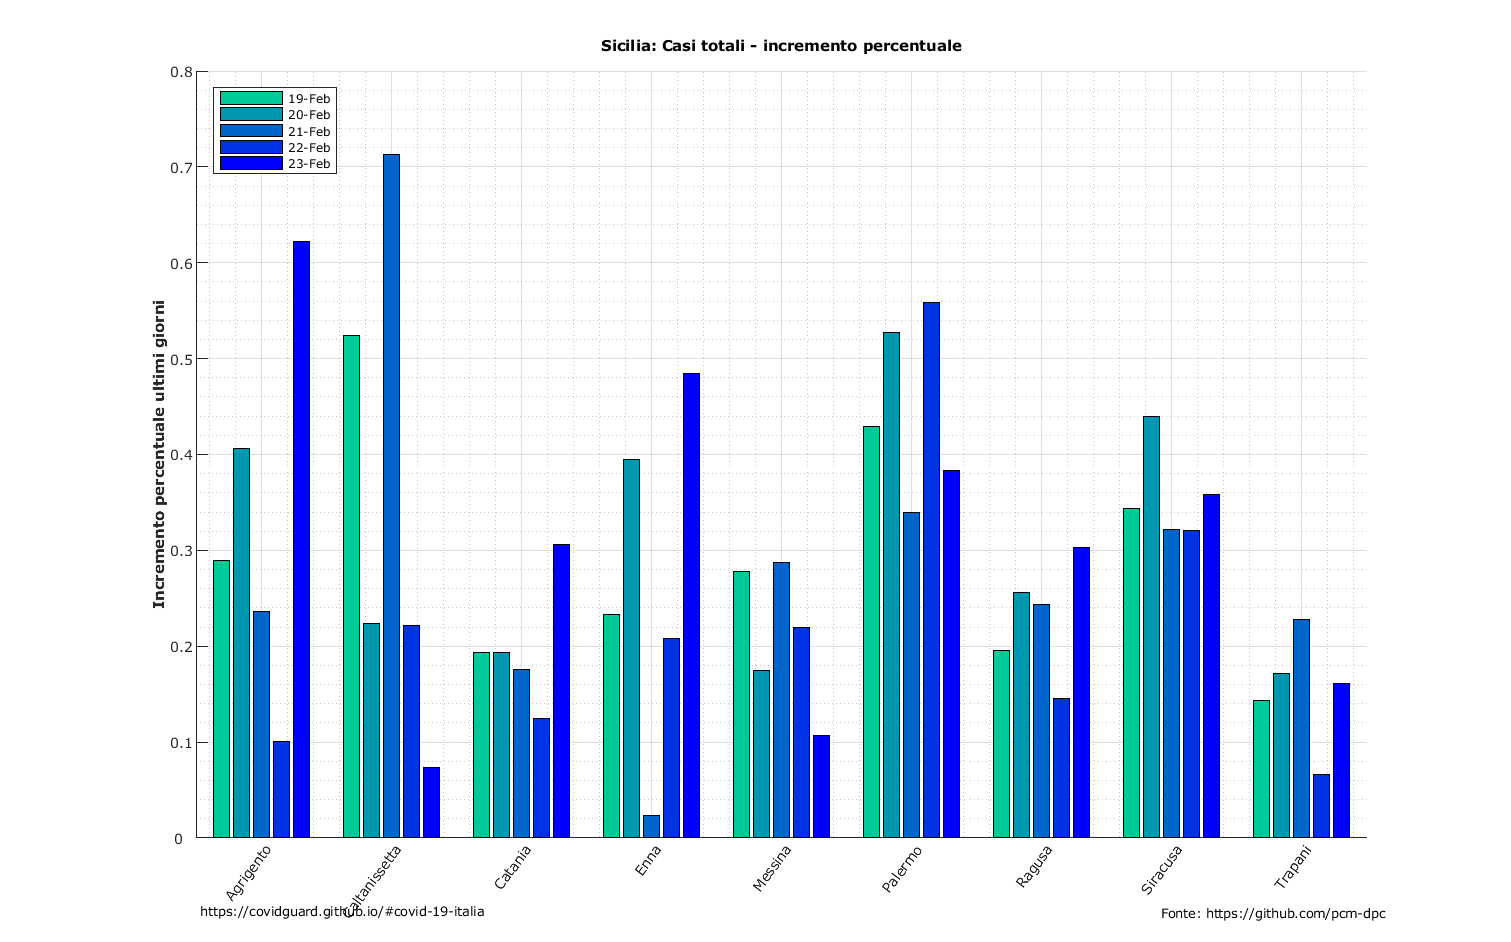 Sicilia: Casi totali - incremento percentuale
0.8
0.7
0.6
0.5
0.4
0.3
0.2
0.1
0
Incremento percentuale ultimi giorni
19-Feb
20-Feb
21-Feb
22-Feb
23-Feb
Agrigento
Caltanissetta
Catania
Enna
Messina
Palermo
Ragusa
Siracusa
Trapani
https://covidguard.github.io/#covid-19-italia
Fonte: https://github.com/pcm-dpc